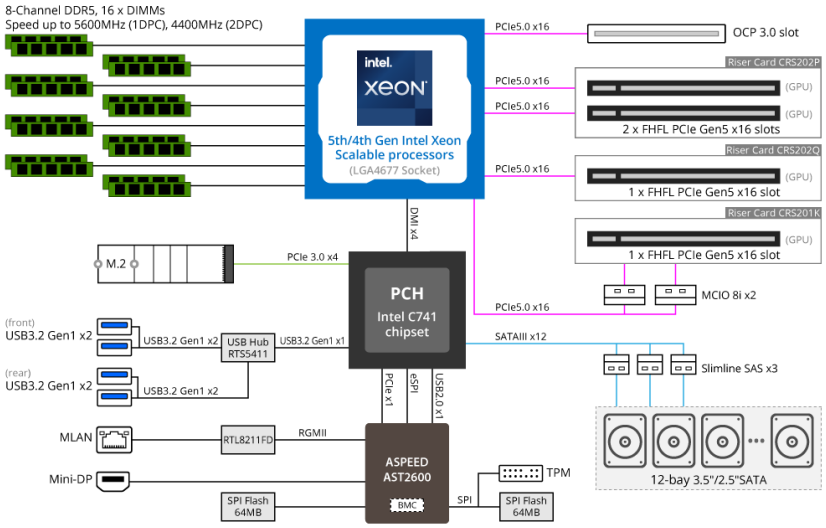 8-Channel DDR5, 16 x DIMMs
Speed up to 5600MHz (1DPC), 4400MHz (2DPC)
intel.
xeon
5th/4th Gen Intel Xeon
Scalable processors
(LGA4677 Socket)
PCIe5.0 x16
OCP 3.0 slot
Riser Card CRS202P
PCIe5.0 x16
(GPU)
PCIe5.0 x16
(GPU)
2 x FHFL PCIe Gen5 x16 slots
Riser Card CRS202Q
PCIe5.0 x16
(GPU)
1 x FHFL PCIe Gen5 x16 slot
Riser Card CRS201K
(GPU)
1 x FHFL PCIe Gen5 x16 slot
DMI x4
M.2
PCIe 3.0 x4
PCH
Intel C741
chipset
PCIe5.0 x16
MCIO 8i x2
SATAIII x12
Slimline SAS x3
12-bay 3.5"/2.5"SATA
(front)
USB3.2 Gen1 x2
USB3.2 Gen1 x2
USB Hub
RTS5411
USB3.2 Gen1 x1
(rear)
USB3.2 Gen1 x2
USB3.2 Gen1 x2
PCIe x1
eSPI
USB2.0 x1
MLAN
RTL8211FD
RGMII
Mini-DP
ASPEED
AST2600
BMC
SPI Flash
64MB
SPI
TPM
SPI Flash
64MB